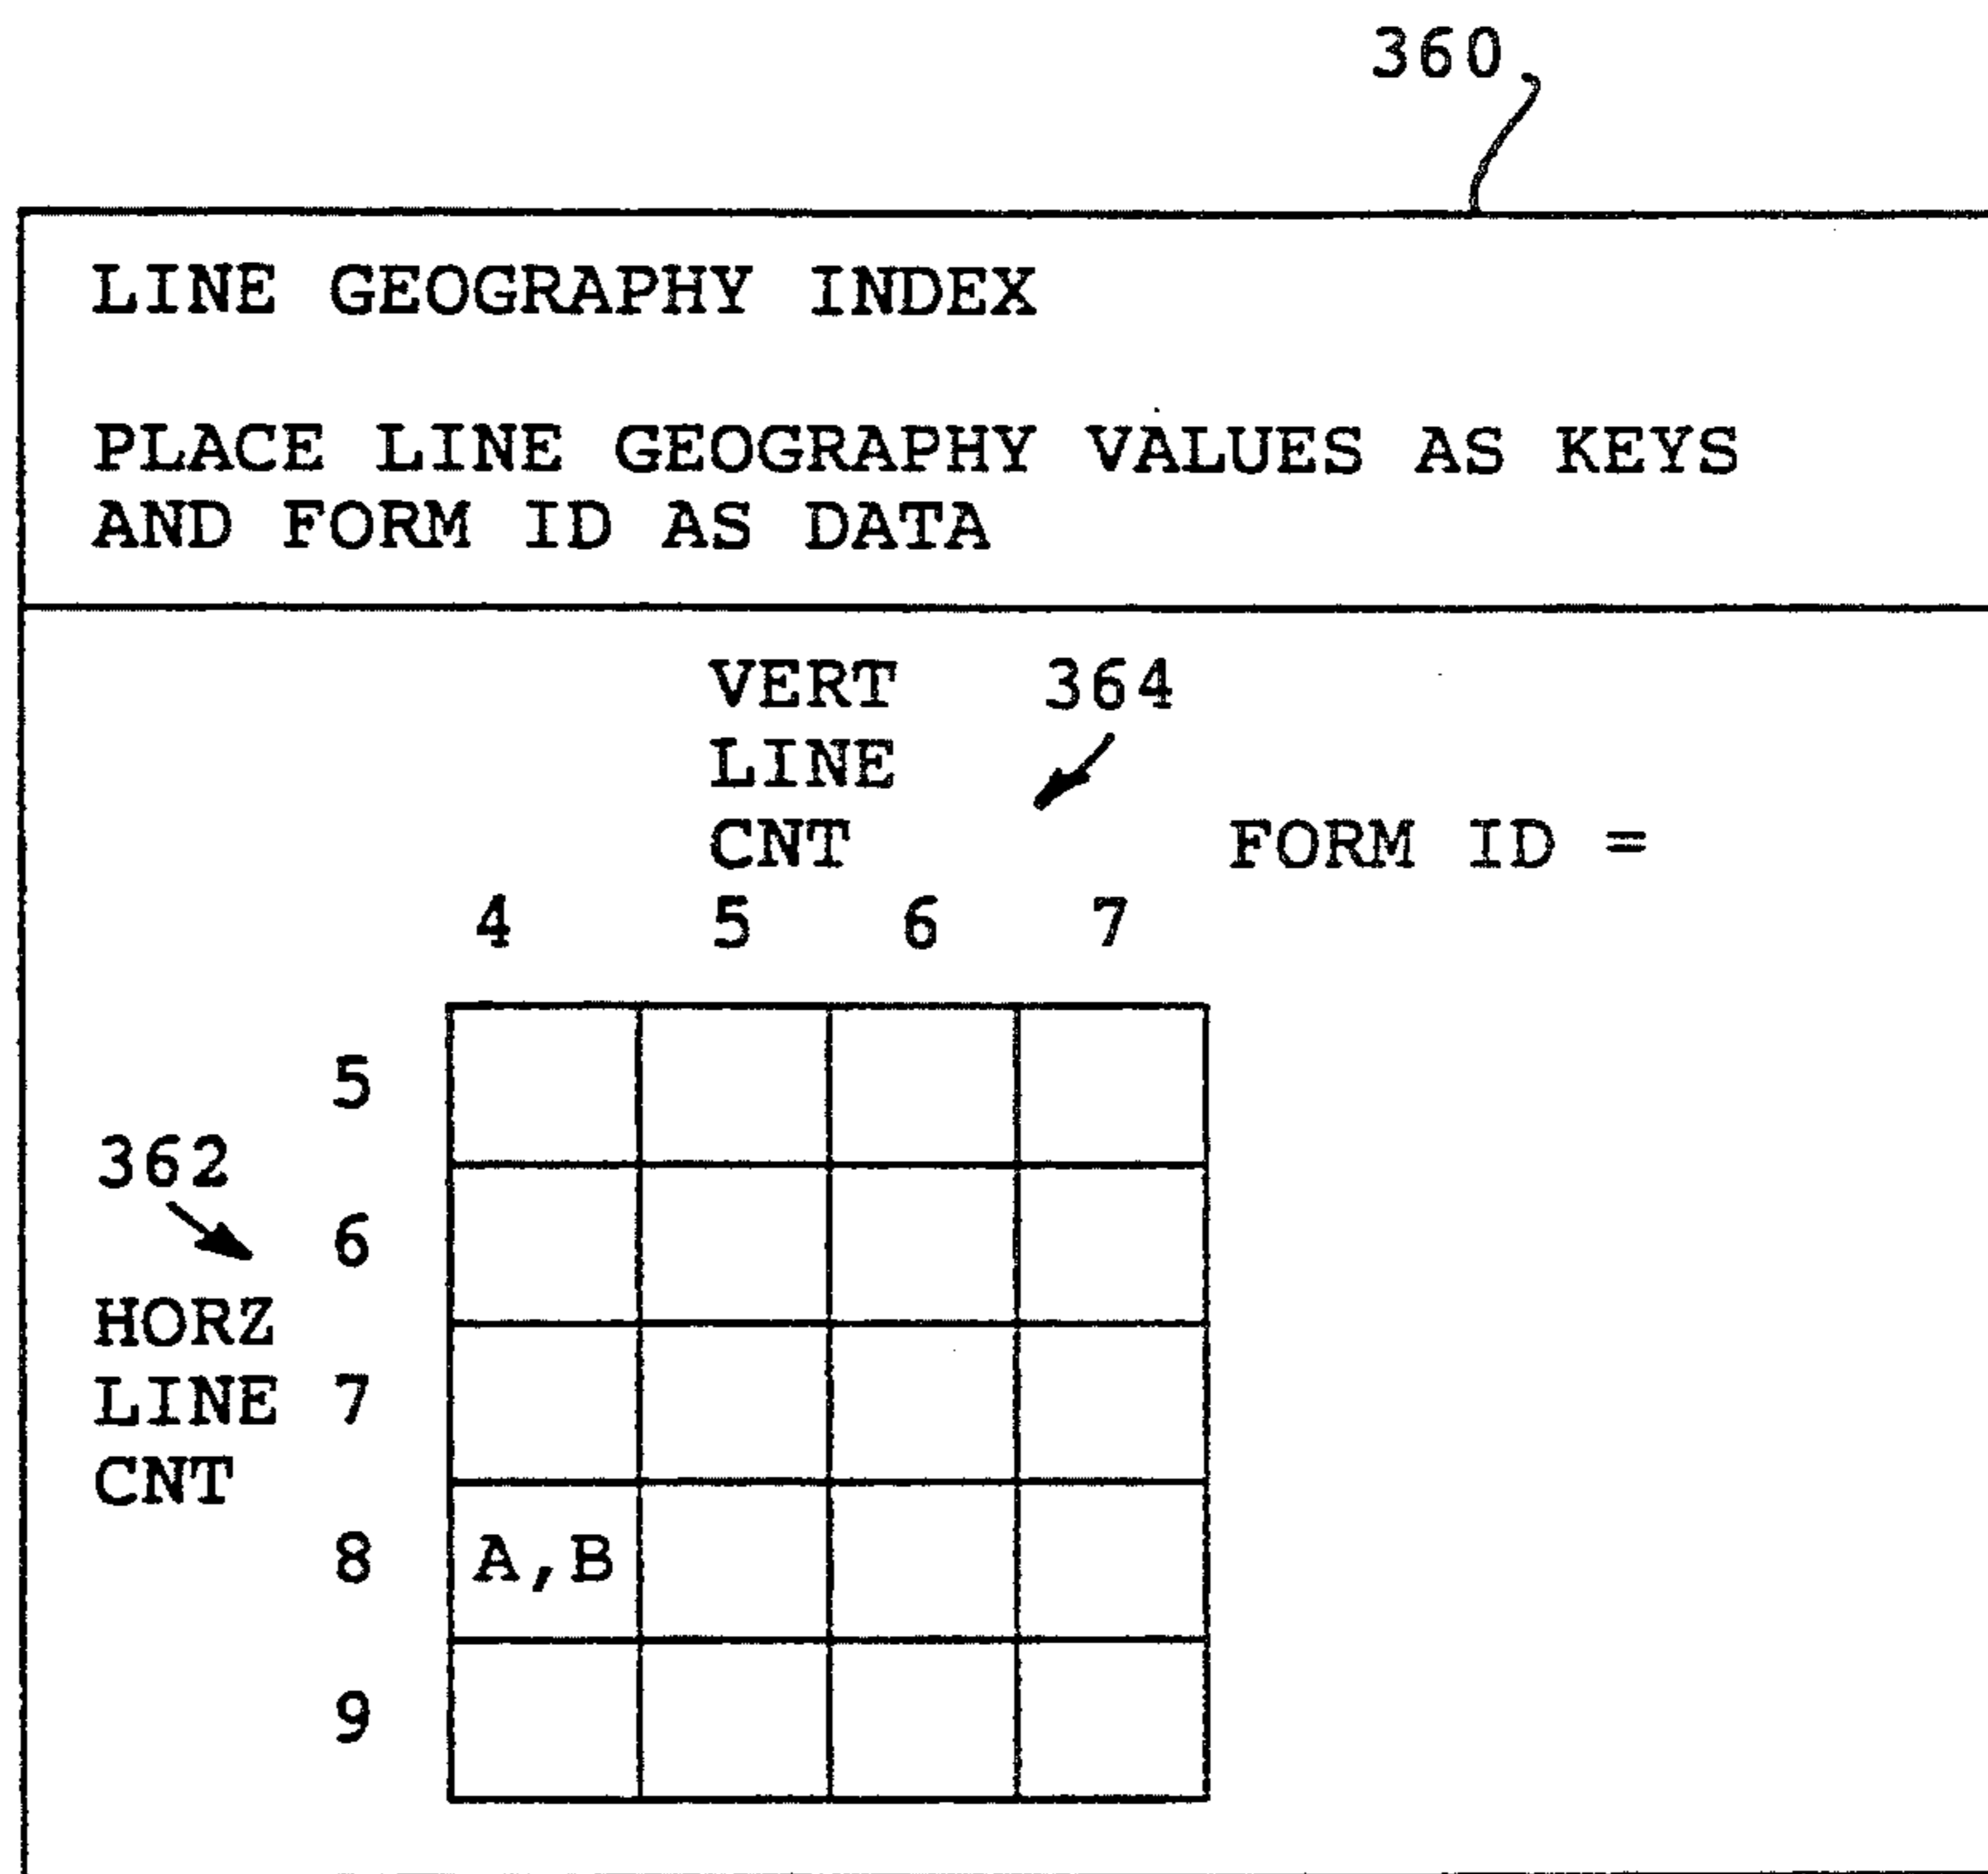 360
LINE GEOGRAPHY INDEX
PLACE LINE GEOGRAPHY VALUES AS KEYS
AND FORM ID AS DATA
VERT 364
LINE
CNT FORM ID =
4 5 6 7
5
362
6
HORZ
LINE 7
CNT
8 A,B
9